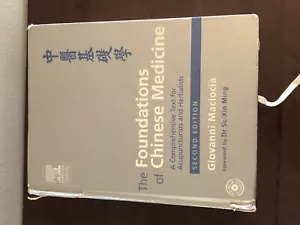 中醫基礎學
The Foundations
of Chinese Medicine
A Comprehensive Text for
Acupuncturists and Herbalists
SECOND EDITION
Giovanni Maciocia
Foreword by Dr Su Xin Ming